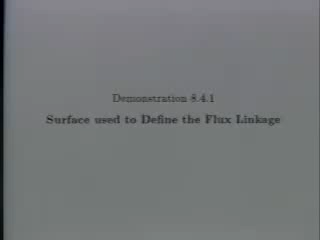 Demonstration 8.4.1
Surface used to Define the Flux Linkage